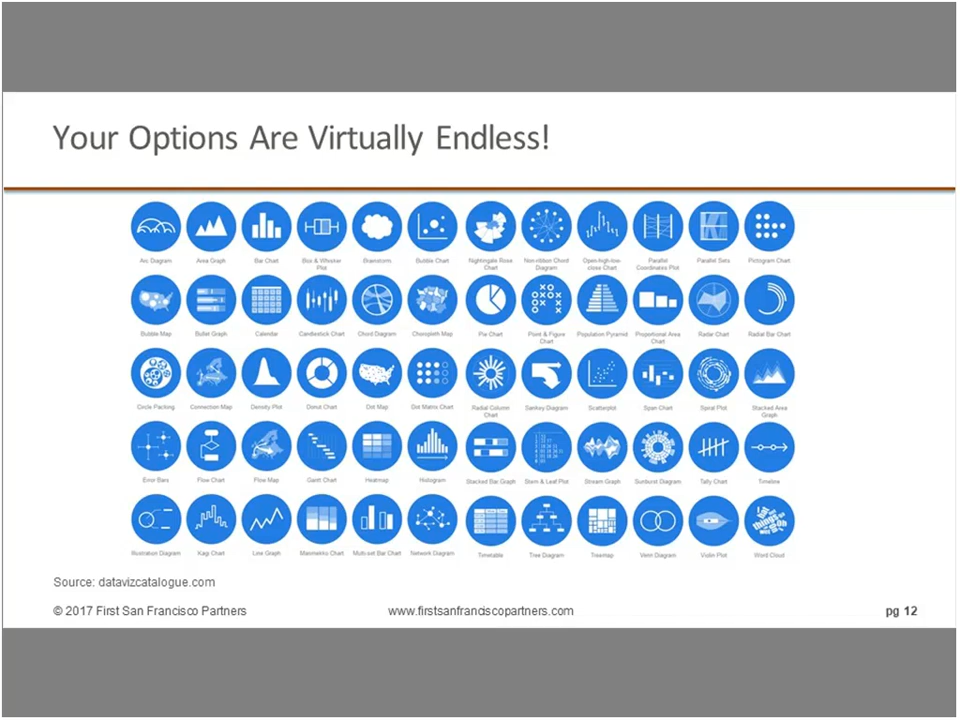 Your Options Are Virtually Endless!
Arc Diagram Area Graph Bar Chart Box & Whisker Brainstorm Bubble Chart Nightingale Rose Non-ribbon Chord Open-high-low- Parallel Parallel Sets Pictogram Chart
Plot Chart Diagram close Chart Coordinates Plot
Bubble Map Bullet Graph Calendar Candlestick Chart Chord Diagram Choropleth Map Pie Chart Point & Figure Population Pyramid Proportional Area Radar Chart Radial Bar Chart
Chart Chart
Circle Packing Connection Map Density Plot Donut Chart Dot Map Dot Matrix Chart Radial Column Sankey Diagram Scatterplot Span Chart Spiral Plot Stacked Area
Chart Graph
Error Bars Flow Chart Flow Map Gantt Chart Heatmap Histogram Stacked Bar Graph Stem & Leaf Plot Stream Graph Sunburst Diagram Tally Chart Timeline
Illustration Diagram Kagi Chart Line Graph Marimekko Chart Multi-set Bar Chart Network Diagram Timetable Tree Diagram Treemap Venn Diagram Violin Plot Word Cloud
Source: datavizcatalogue.com
© 2017 First San Francisco Partners www.firstsanfranciscopartners.com pg 12